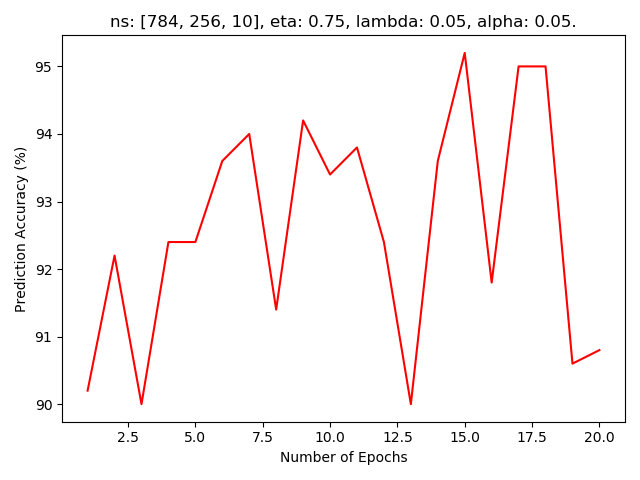 ns: [784, 256, 10], eta: 0.75, lambda: 0.05, alpha: 0.05.
Prediction Accuracy (%)
95
94
93
92
91
90
2.5 5.0 7.5 10.0 12.5 15.0 17.5 20.0
Number of Epochs